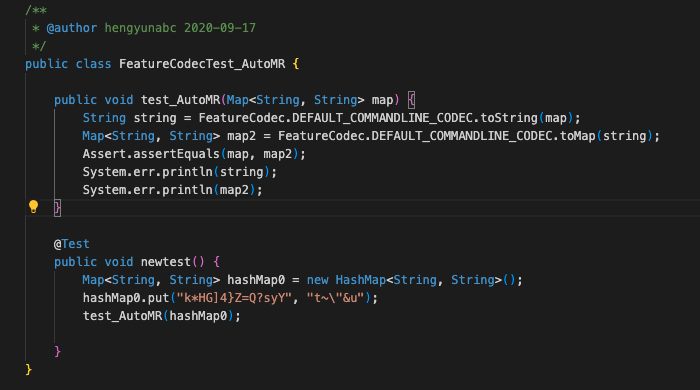 /**
 * @author hengyunabc 2020-09-17
 */
public class FeatureCodecTest_AutoMR {
    public void test_AutoMR(Map<String, String> map) {
        String string = FeatureCodec.DEFAULT_COMMANDLINE_CODEC.toString(map);
        Map<String, String> map2 = FeatureCodec.DEFAULT_COMMANDLINE_CODEC.toMap(string);
        Assert.assertEquals(map, map2);
        System.err.println(string);
        System.err.println(map2);
    }
    @Test
    public void newtest() {
        Map<String, String> hashMap0 = new HashMap<String, String>();
        hashMap0.put("k*HG]4}Z=Q?syY", "t~\"&u");
        test_AutoMR(hashMap0);
    }
}